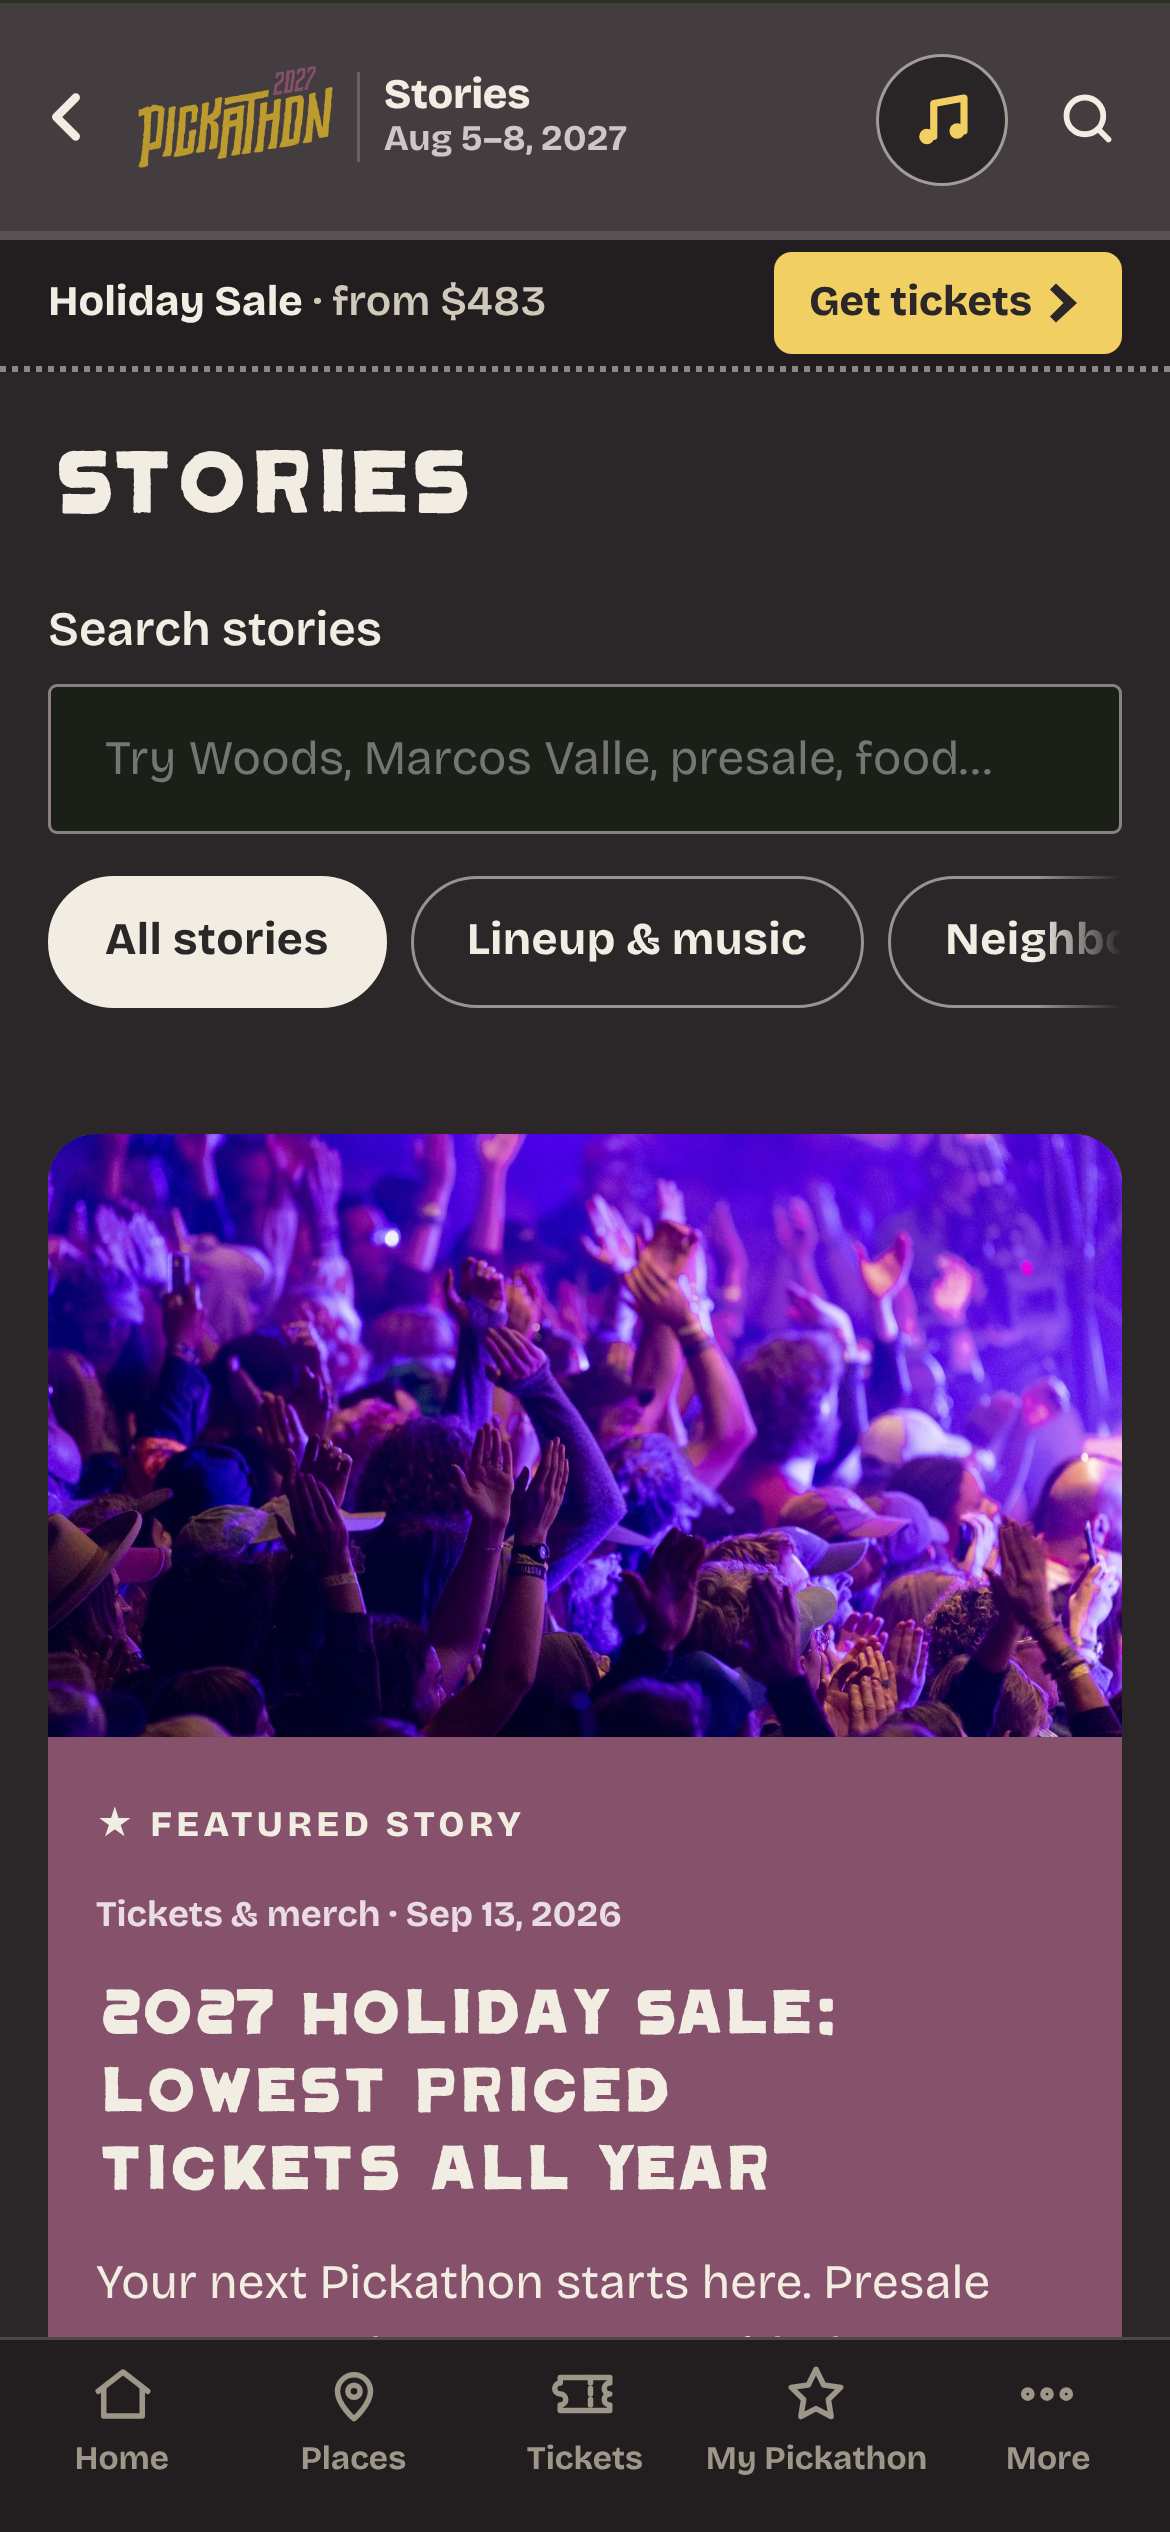 2027
PICKATHON
Stories
Aug 5–8, 2027
Holiday Sale · from $483
Get tickets
STORIES
Search stories
Try Woods, Marcos Valle, presale, food...
All stories
Lineup & music
★ FEATURED STORY
Tickets & merch · Sep 13, 2026
2027 HOLIDAY SALE:
LOWEST PRICED
TICKETS ALL YEAR
Your next Pickathon starts here. Presale
Home
Places
Tickets
My Pickathon
More